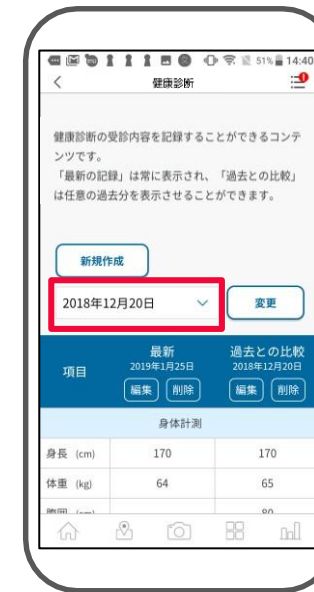 51% 14:40
健康診断
健康診断の受診内容を記録することができるコンテ
ンツです。
「最新の記録」は常に表示され、「過去との比較」
は任意の過去分を表示させることができます。
新規作成
2018年12月20日
変更
項目
最新
2019年1月25日
編集 削除
過去との比較
2018年12月20日
編集 削除
身体計測
身長 (cm) 170 170
体重 (kg) 64 65